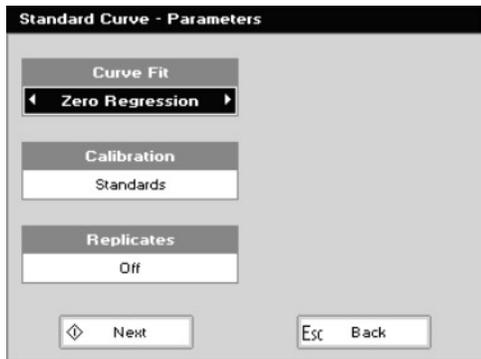 Standard Curve - Parameters
Curve Fit
Zero Regression
Calibration
Standards
Replicates
Off
Next
Esc Back